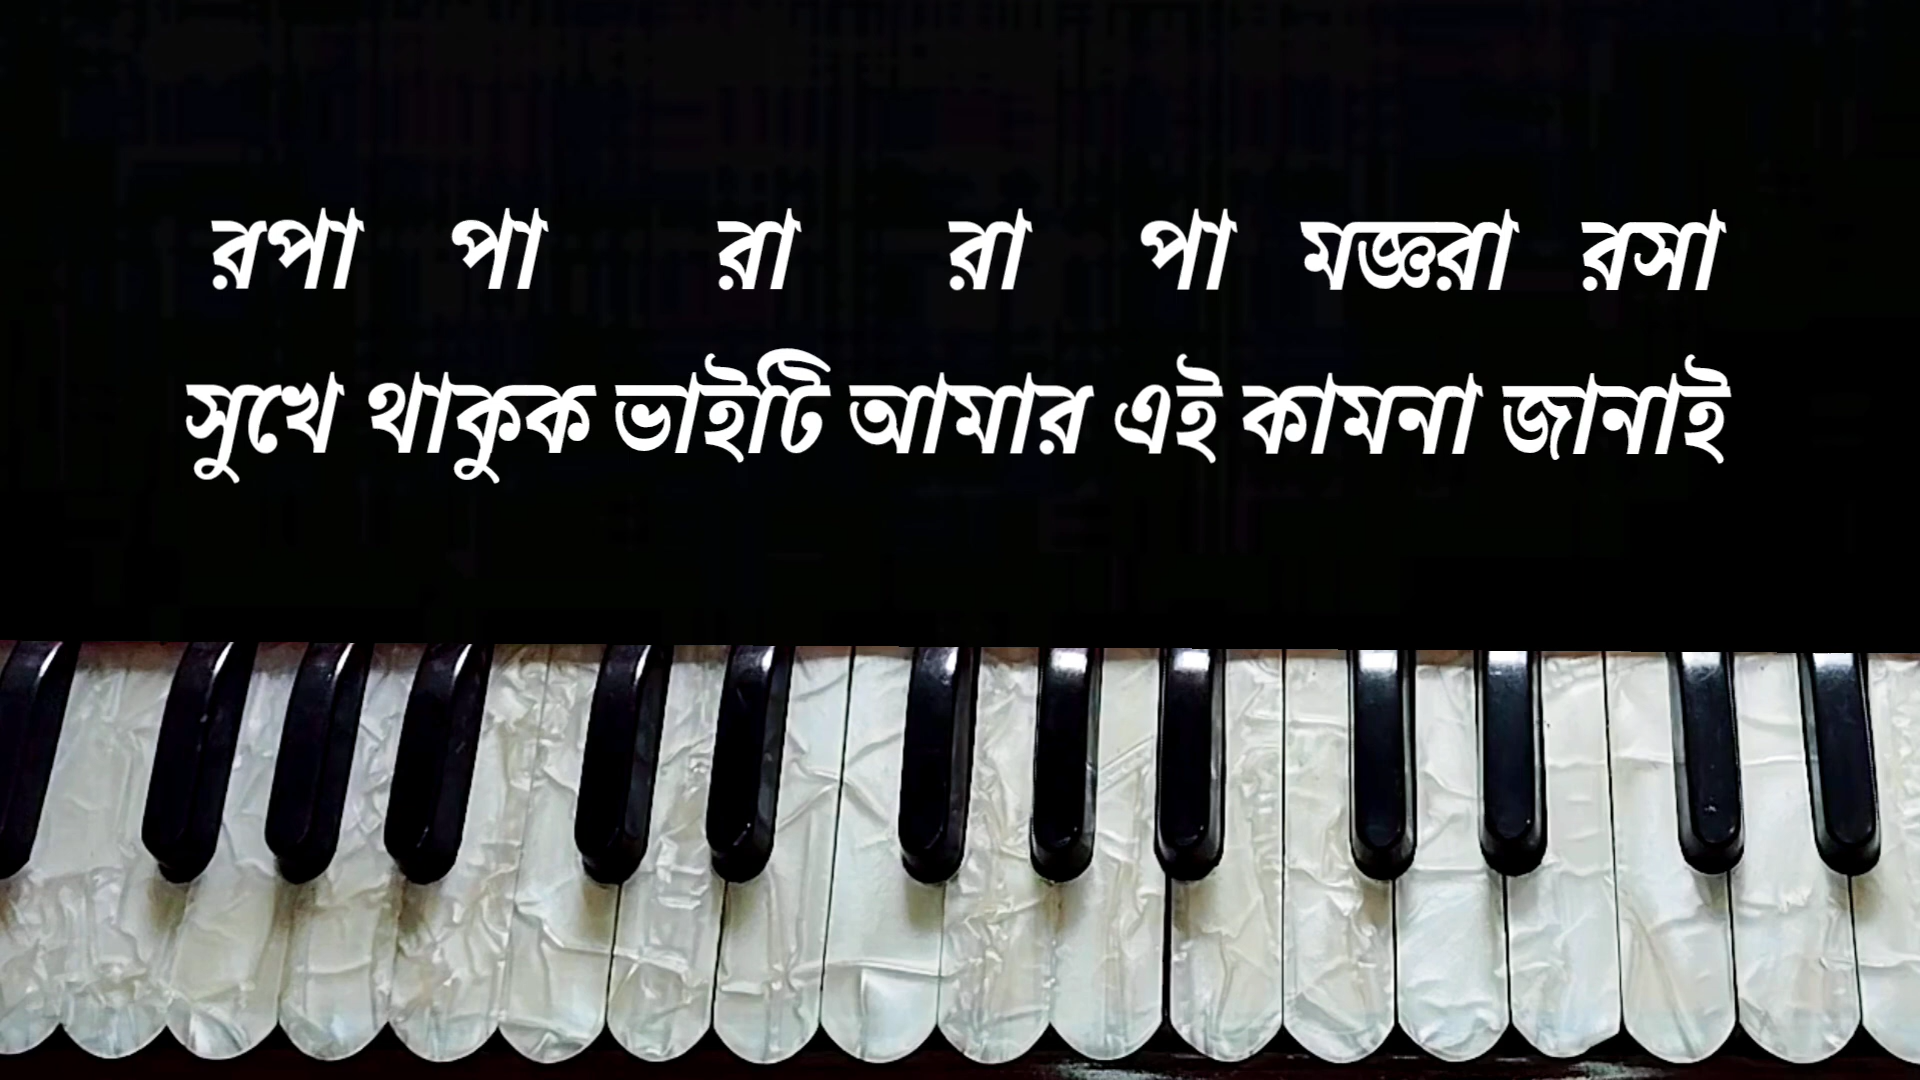 রপা পা রা রা পা মজ্ঞরা রসা
সুখে থাকুক ভাইটি আমার এই কামনা জানাই